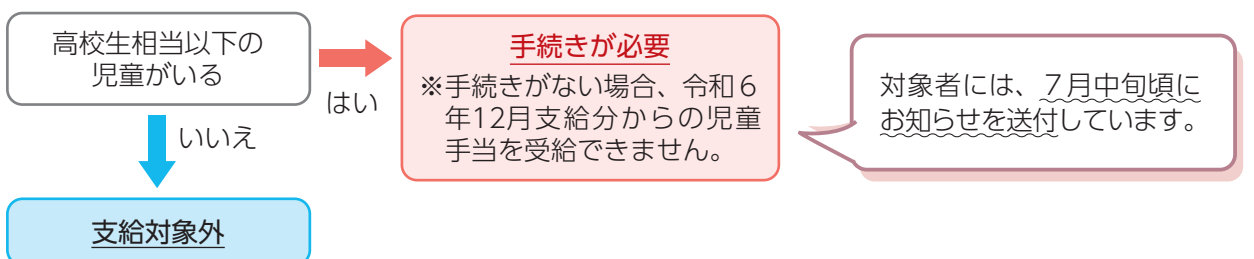 高校生相当以下の
児童がいる
はい
いいえ
支給対象外
手続きが必要
※手続きがない場合、令和６
年12月支給分からの児童
手当を受給できません。
対象者には、７月中旬頃に
お知らせを送付しています。